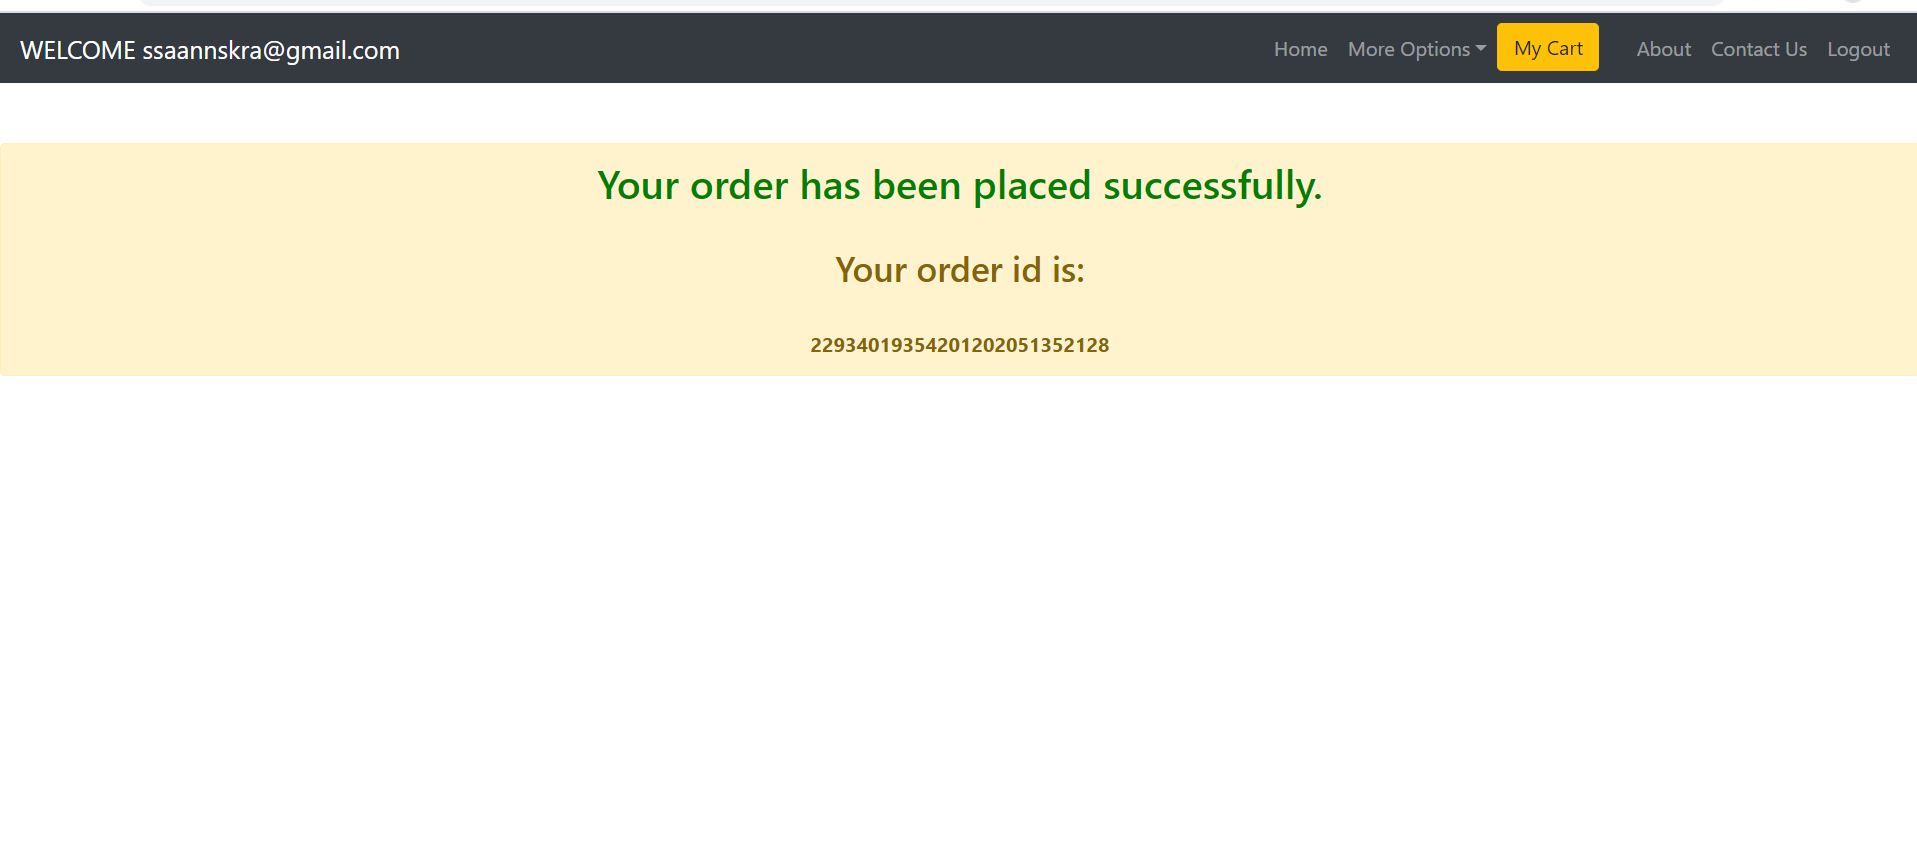 WELCOME ssaannskra@gmail.com Home More Options My Cart About Contact Us Logout
Your order has been placed successfully.
Your order id is:
22934019354201202051352128